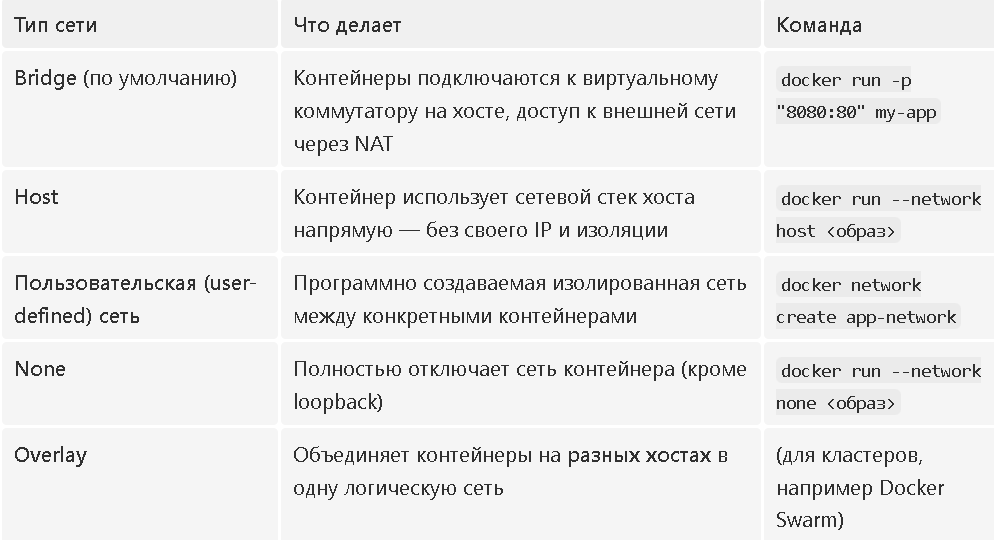 Тип сети
Что делает
Команда
Bridge (по умолчанию)
Контейнеры подключаются к виртуальному
коммутатору на хосте, доступ к внешней сети
через NAT
docker run -p
"8080:80" my-app
Host
Контейнер использует сетевой стек хоста
напрямую — без своего IP и изоляции
docker run --network
host <образ>
Пользовательская (user-
defined) сеть
Программно создаваемая изолированная сеть
между конкретными контейнерами
docker network
create app-network
None
Полностью отключает сеть контейнера (кроме
loopback)
docker run --network
none <образ>
Overlay
Объединяет контейнеры на разных хостах в
одну логическую сеть
(для кластеров,
например Docker
Swarm)